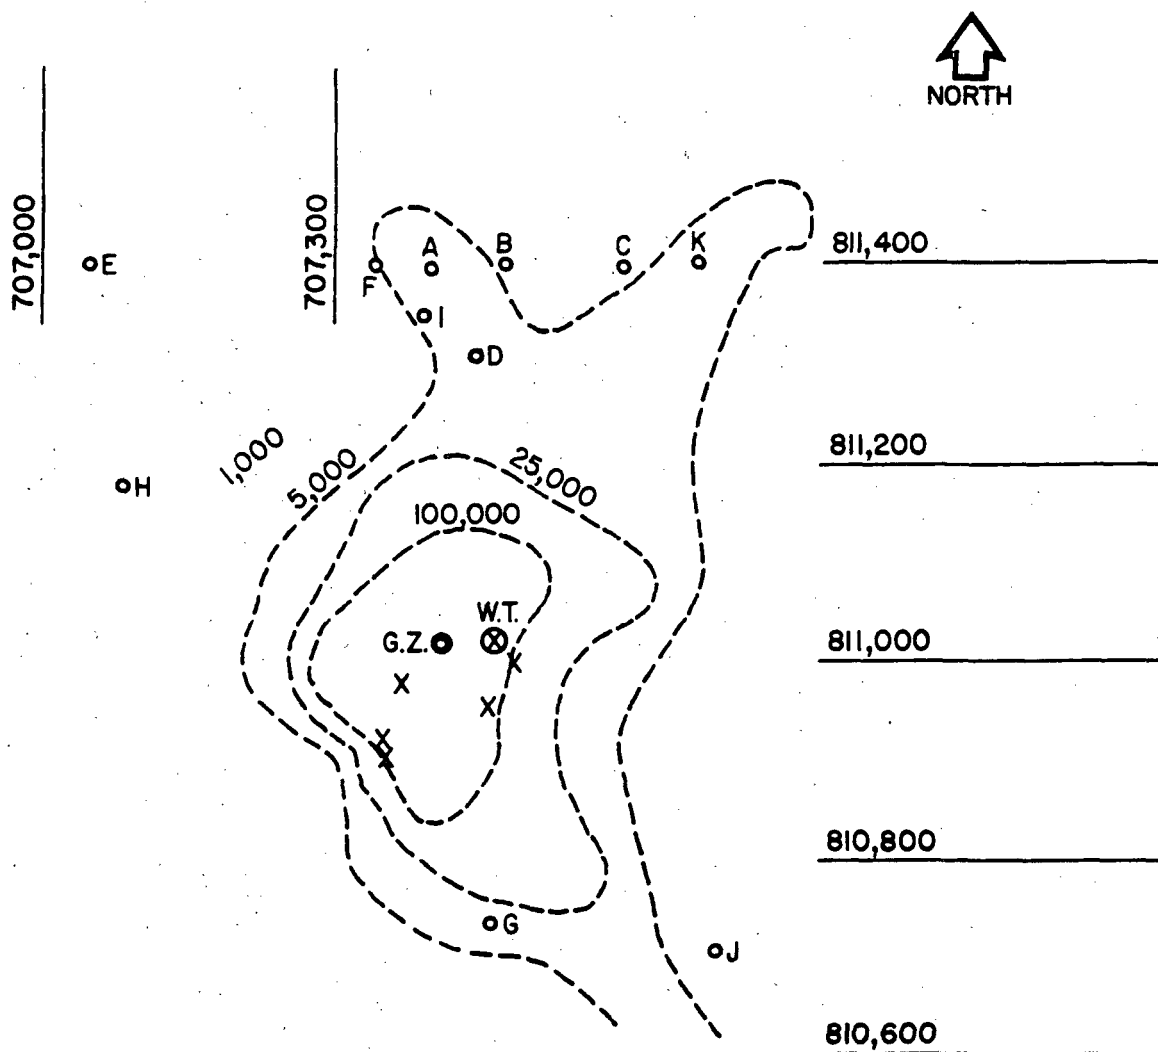 NORTH
707,000
707,300
E
F
A
B
C
K
811,400
I
D
1,000
5,000
25,000
811,200
H
100,000
W.T.
G.Z.
X
X
X
X
X
X
811,000
810,800
G
J
810,600